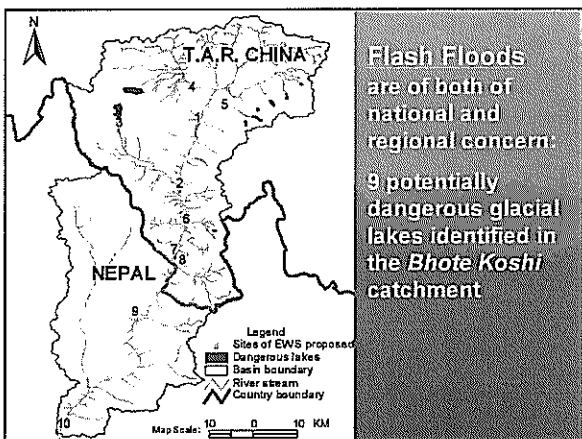 N
T.A.R. CHINA
4
5
3
2
6
7
8
NEPAL
9
10
Legend
Sites of EWS proposed
Dangerous lakes
Basin boundary
River stream
Country boundary
Map Scale: 10 0 10 KM
Flash Floods
are of both of
national and
regional concern:
9 potentially
dangerous glacial
lakes identified in
the Bhote Koshi
catchment